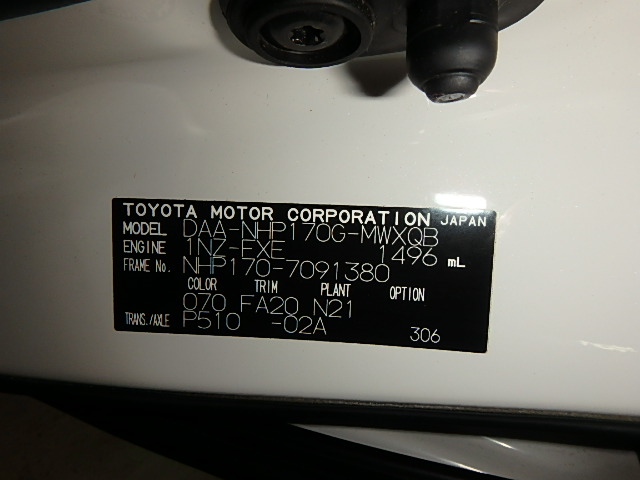 TOYOTA MOTOR CORPORATION JAPAN
MODEL DAA-NHP170G-MWXQB
ENGINE 1NZ-EXE 1496 mL
FRAME No. NHP170-7091380
COLOR TRIM PLANT OPTION
070 FA20 N21
TRANS./AXLE P510 -02A 306